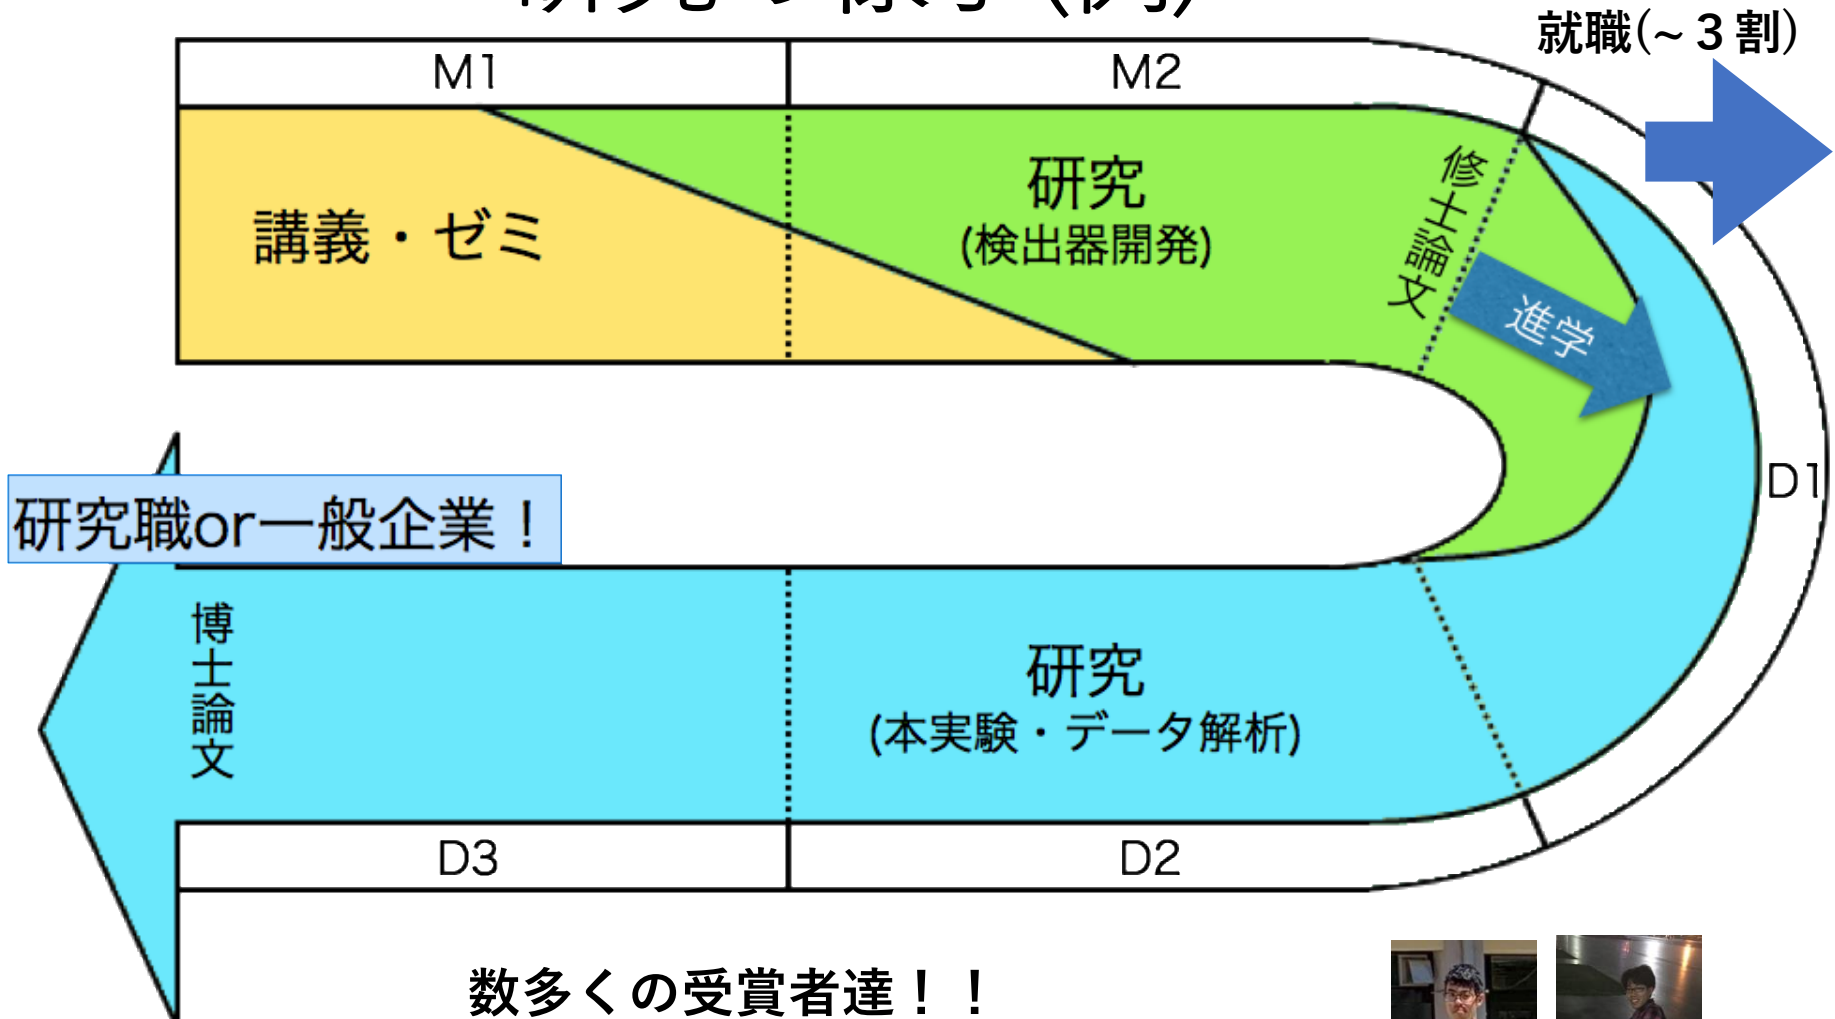 就職(~３割)
M1
M2
講義・ゼミ
研究
(検出器開発)
修士論文
進学
D1
研究職or一般企業！
博士論文
研究
(本実験・データ解析)
D3
D2
数多くの受賞者達！！